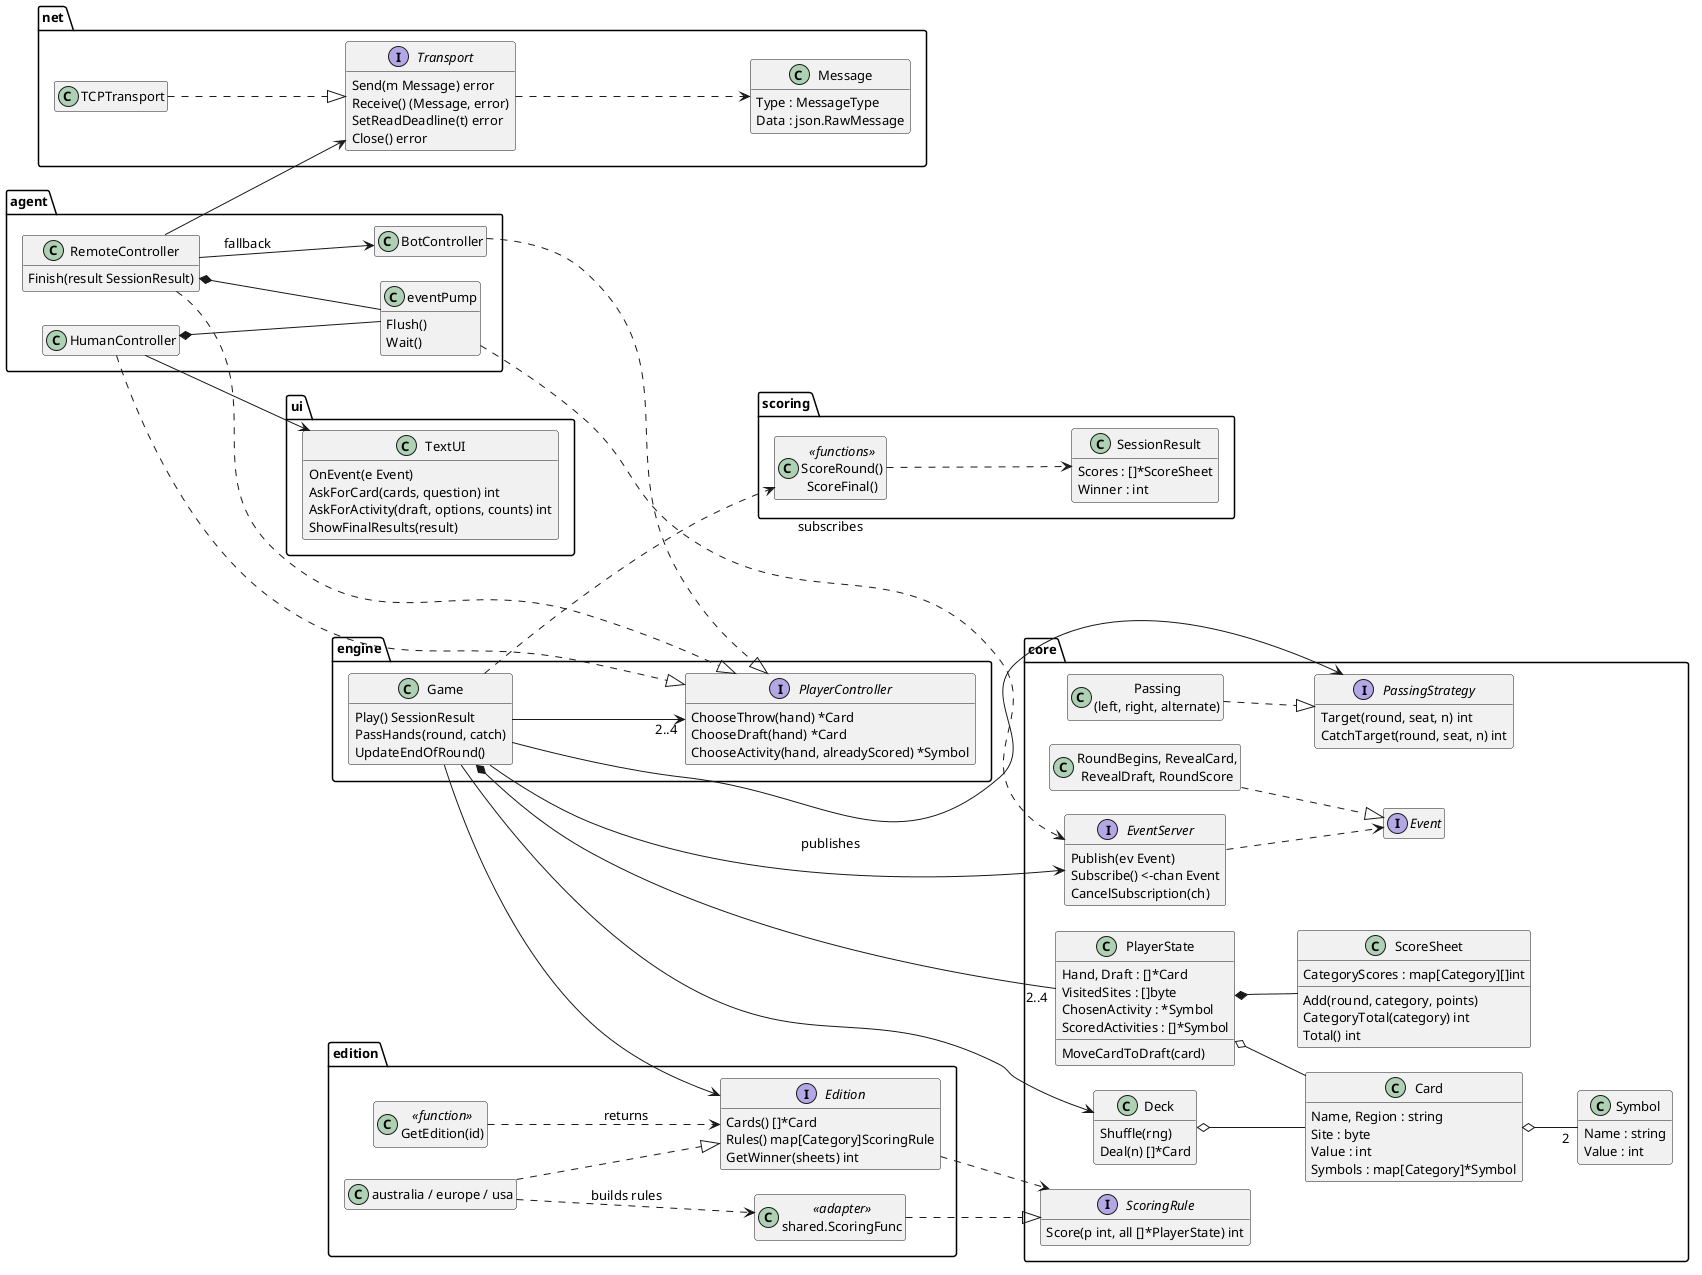 net
TCPTransport
Transport
Send(m Message) error
Receive() (Message, error)
SetReadDeadline(t) error
Close() error
Message
Type : MessageType
Data : json.RawMessage
agent
RemoteController
Finish(result SessionResult)
fallback
BotController
eventPump
Flush()
Wait()
HumanController
ui
TextUI
OnEvent(e Event)
AskForCard(cards, question) int
AskForActivity(draft, options, counts) int
ShowFinalResults(result)
scoring
«functions»
ScoreRound()
ScoreFinal()
SessionResult
Scores : []*ScoreSheet
Winner : int
subscribes
engine
Game
Play() SessionResult
PassHands(round, catch)
UpdateEndOfRound()
2..4
PlayerController
ChooseThrow(hand) *Card
ChooseDraft(hand) *Card
ChooseActivity(hand, alreadyScored) *Symbol
publishes
core
Passing
(left, right, alternate)
PassingStrategy
Target(round, seat, n) int
CatchTarget(round, seat, n) int
RoundBegins, RevealCard,
RevealDraft, RoundScore
Event
EventServer
Publish(ev Event)
Subscribe() <-chan Event
CancelSubscription(ch)
2..4
PlayerState
Hand, Draft : []*Card
VisitedSites : []byte
ChosenActivity : *Symbol
ScoredActivities : []*Symbol
MoveCardToDraft(card)
ScoreSheet
CategoryScores : map[Category][]int
Add(round, category, points)
CategoryTotal(category) int
Total() int
Deck
Shuffle(rng)
Deal(n) []*Card
Card
Name, Region : string
Site : byte
Value : int
Symbols : map[Category]*Symbol
2
Symbol
Name : string
Value : int
ScoringRule
Score(p int, all []*PlayerState) int
edition
«function»
GetEdition(id)
returns
Edition
Cards() []*Card
Rules() map[Category]ScoringRule
GetWinner(sheets) int
australia / europe / usa
builds rules
«adapter»
shared.ScoringFunc